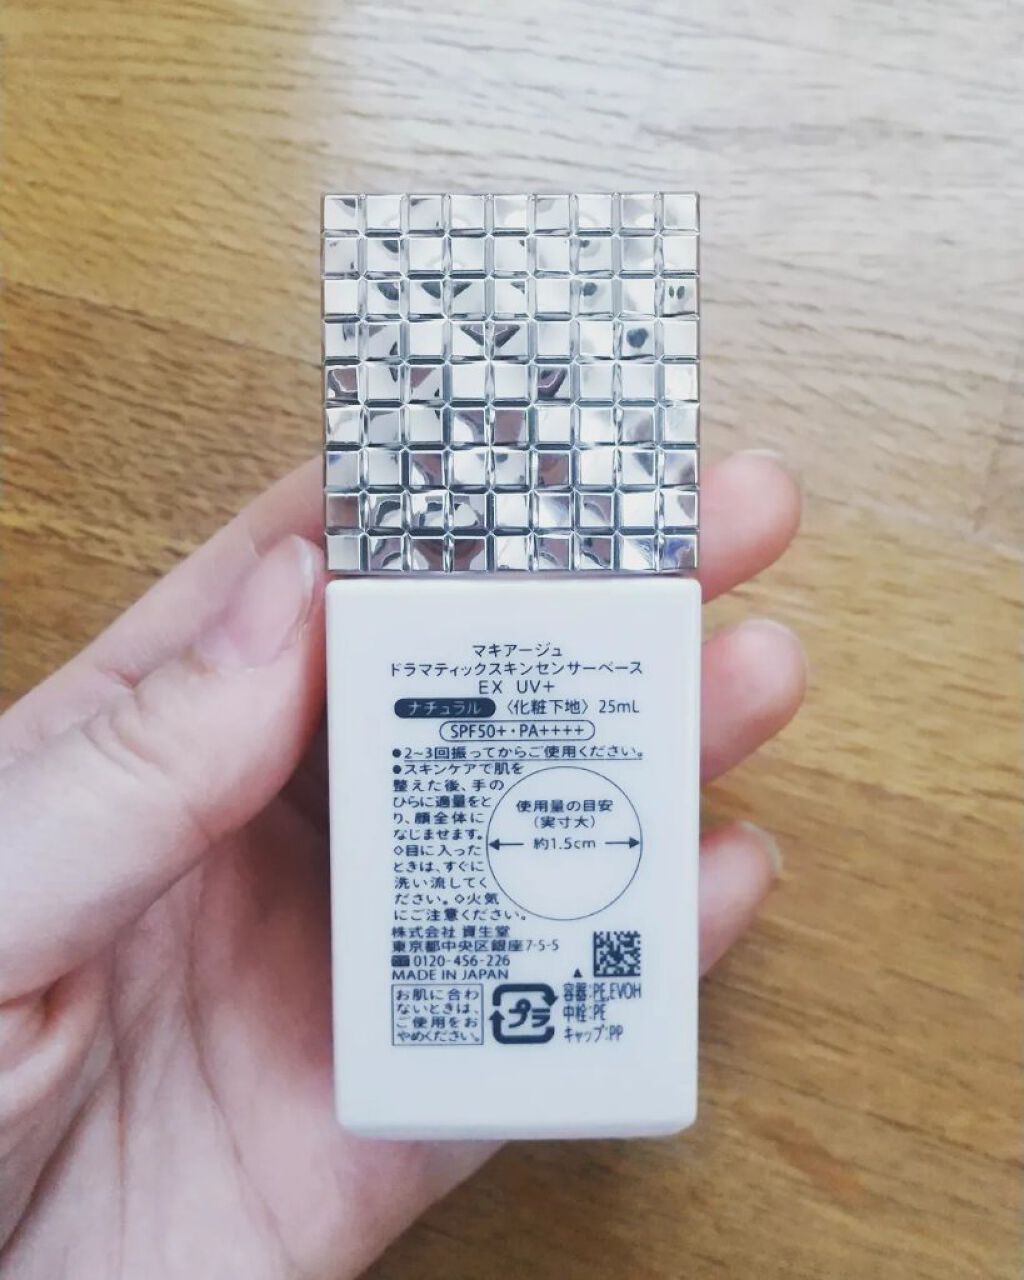 マキアージュ
ドラマティックスキンセンサーベース
EX UV+
ナチュラル 〈化粧下地〉 25mL
SPF50+・PA++++
●2~3回振ってからご使用ください。
●スキンケアで肌を
整えた後、手の
ひらに適量をと
り、顔全体に
なじませます。
◇目に入った
ときは、すぐに
洗い流してく
ださい。◇火気
にご注意ください。
使用量の目安
(実寸大)
約1.5cm
株式会社 資生堂
東京都中央区銀座7-5-5
☎ 0120-456-226
MADE IN JAPAN
お肌に合わ
ないときは、
ご使用をお
やめください。
プラ
容器:PE,EVOH
中栓:PE
キャップ:PP